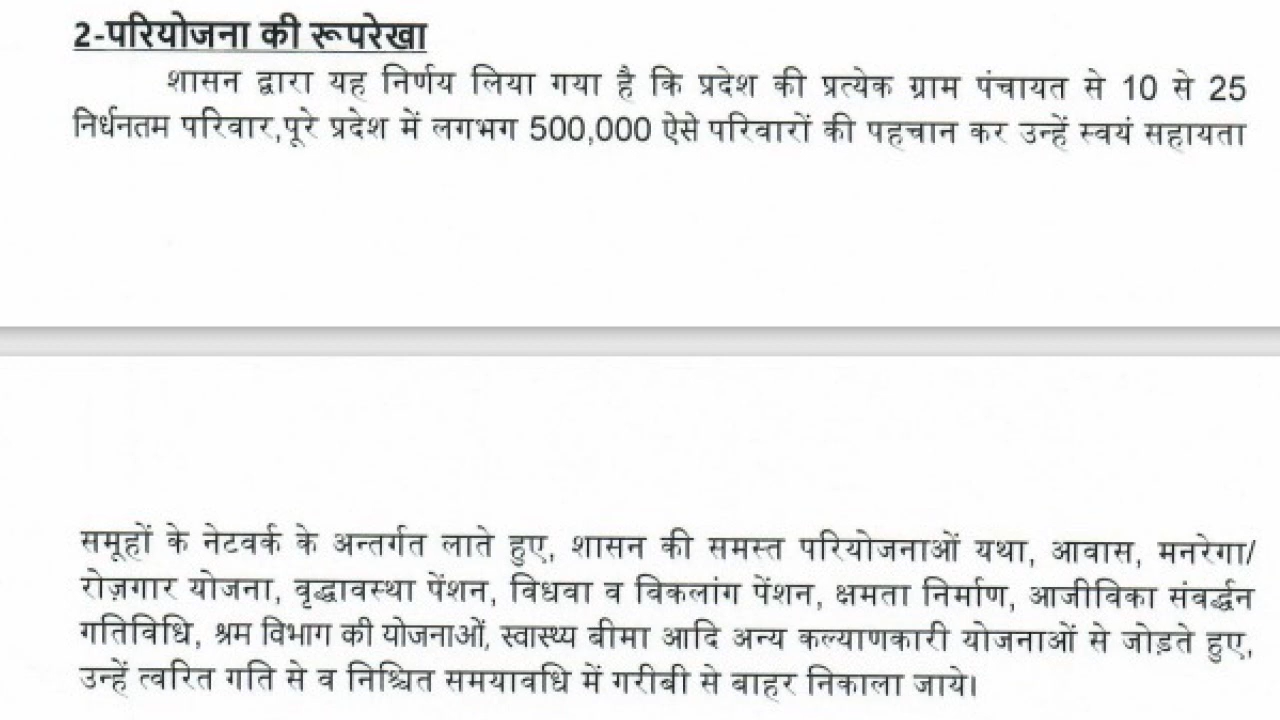 2-परियोजना की रूपरेखा
शासन द्वारा यह निर्णय लिया गया है कि प्रदेश की प्रत्येक ग्राम पंचायत से 10 से 25
निर्धनतम परिवार,पूरे प्रदेश में लगभग 500,000 ऐसे परिवारों की पहचान कर उन्हें स्वयं सहायता
समूहों के नेटवर्क के अन्तर्गत लाते हुए, शासन की समस्त परियोजनाओं यथा, आवास, मनरेगा/
रोज़गार योजना, वृद्धावस्था पेंशन, विधवा व विकलांग पेंशन, क्षमता निर्माण, आजीविका संवर्द्धन
गतिविधि, श्रम विभाग की योजनाओं, स्वास्थ्य बीमा आदि अन्य कल्याणकारी योजनाओं से जोड़ते हुए,
उन्हें त्वरित गति से व निश्चित समयावधि में गरीबी से बाहर निकाला जाये।